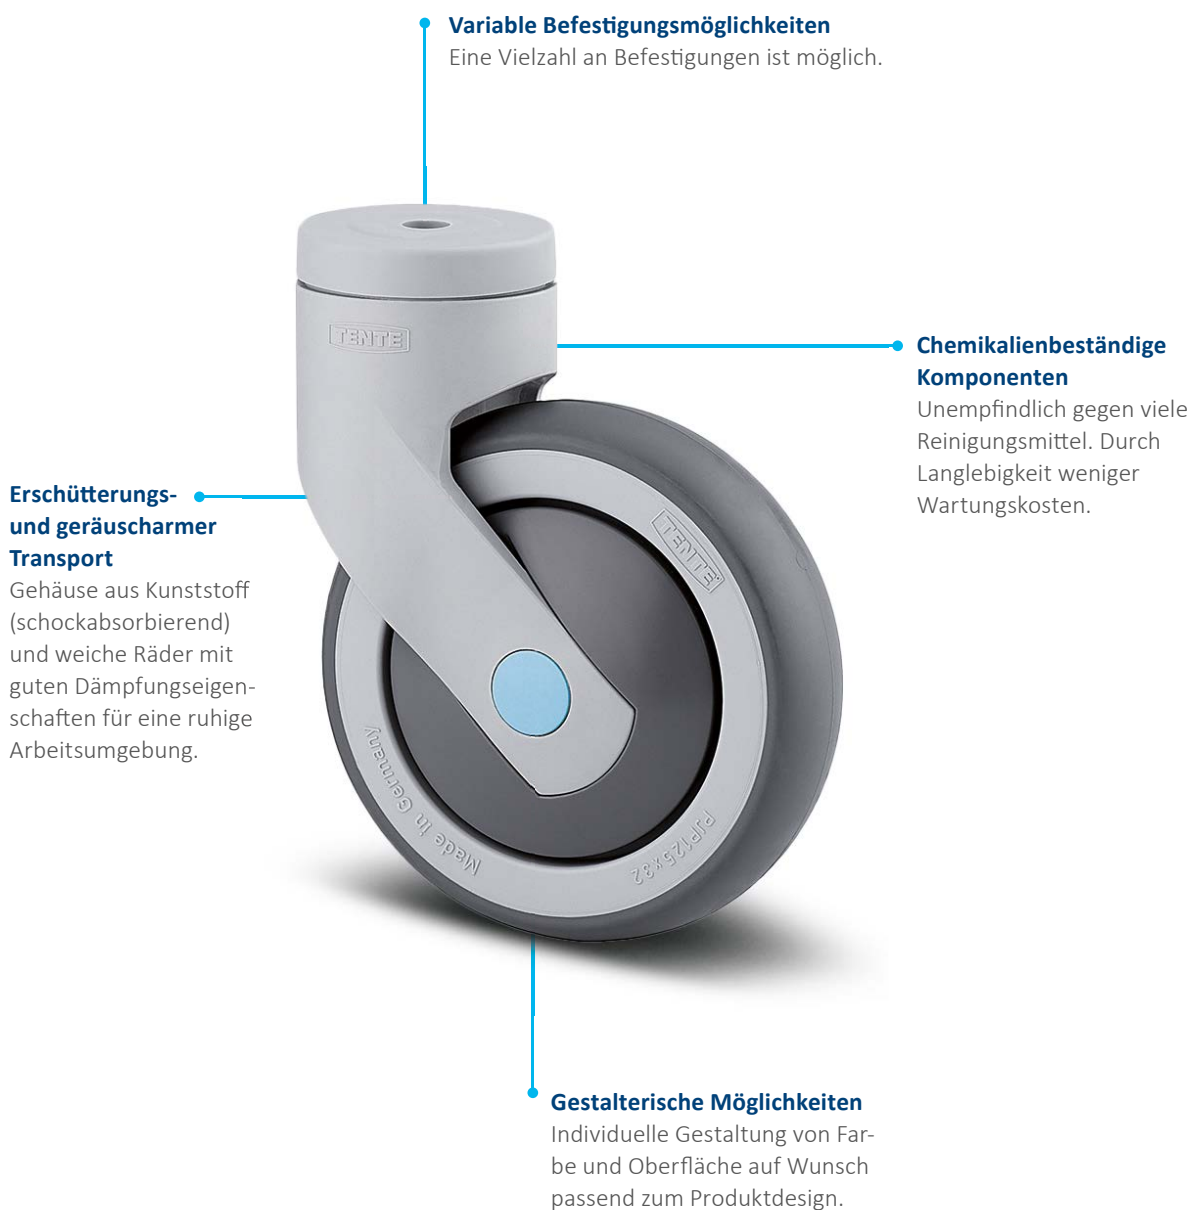 Variable Befestigungsmöglichkeiten
Eine Vielzahl an Befestigungen ist möglich.
TENTE
Chemikalienbeständige
Komponenten
Unempfindlich gegen viele
Reinigungsmittel. Durch
Langlebigkeit weniger
Wartungskosten.
Erschütterungs-
und geräuscharmer
Transport
Gehäuse aus Kunststoff
(schockabsorbierend)
und weiche Räder mit
guten Dämpfungseigen-
schaften für eine ruhige
Arbeitsumgebung.
TENTE
Made in Germany
PJP125x32
Gestalterische Möglichkeiten
Individuelle Gestaltung von Far-
be und Oberfläche auf Wunsch
passend zum Produktdesign.